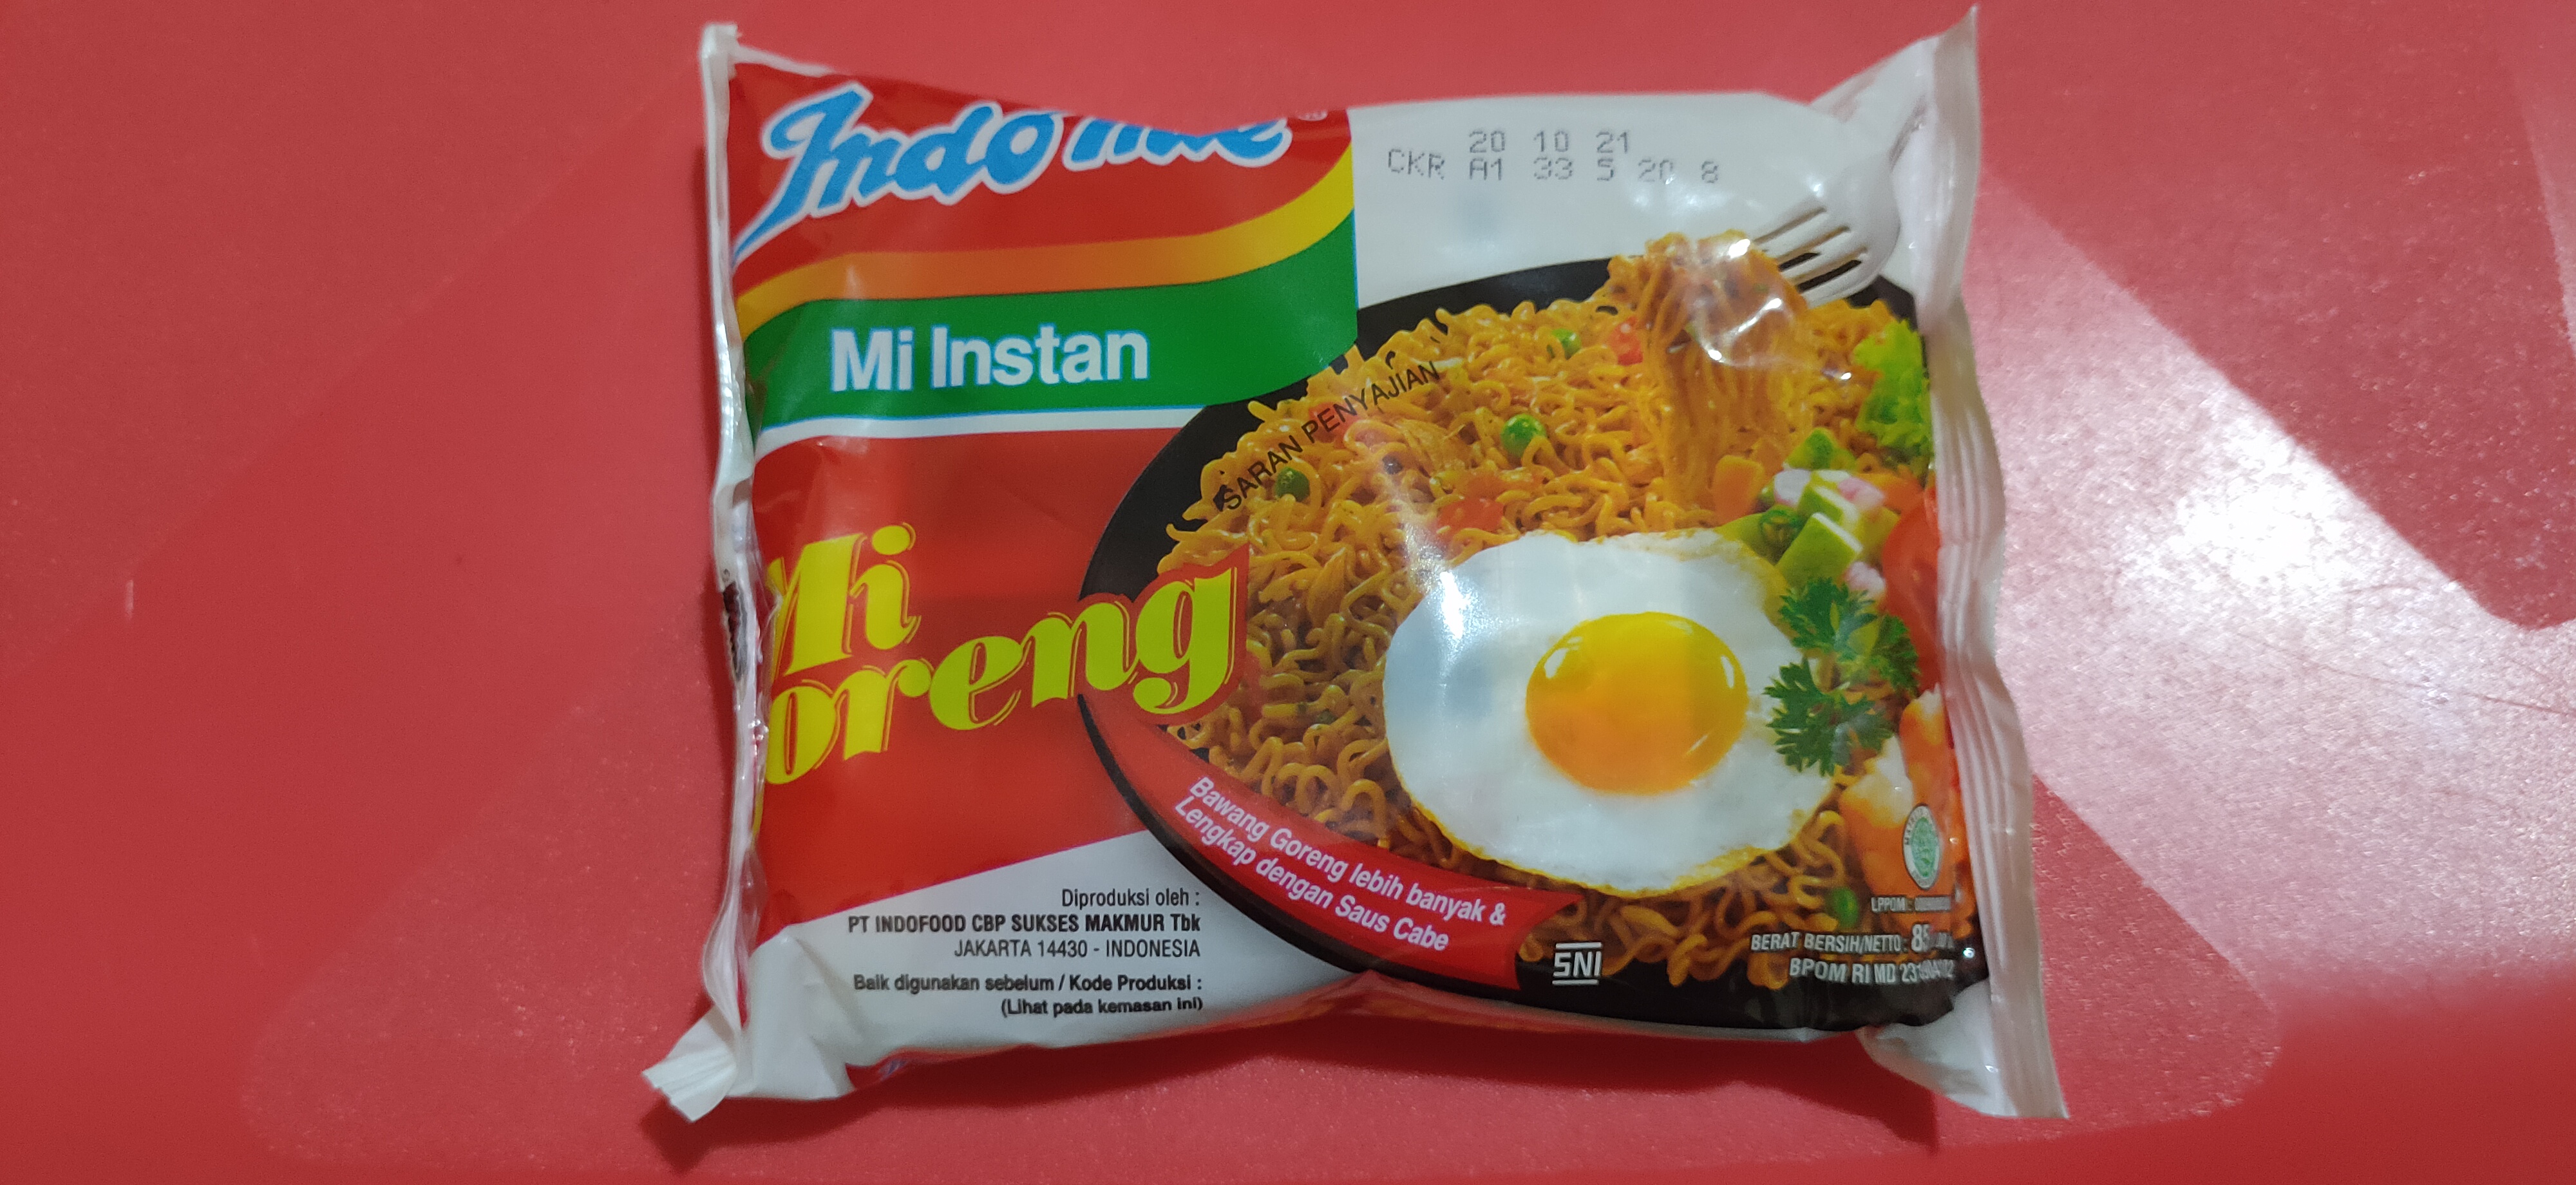 Indomie
20 10 21
CKR A1 33 5 20 8
Mi Instan
SARAN PENYAJIAN
Mi
oreng
Bawang Goreng lebih banyak &
Lengkap dengan Saus Cabe
Diproduksi oleh :
PT INDOFOOD CBP SUKSES MAKMUR Tbk
JAKARTA 14430 - INDONESIA
Baik digunakan sebelum / Kode Produksi :
(Lihat pada kemasan ini)
SNI
LPPOM :
BERAT BERSIH/NETTO :
BPOM RI MD